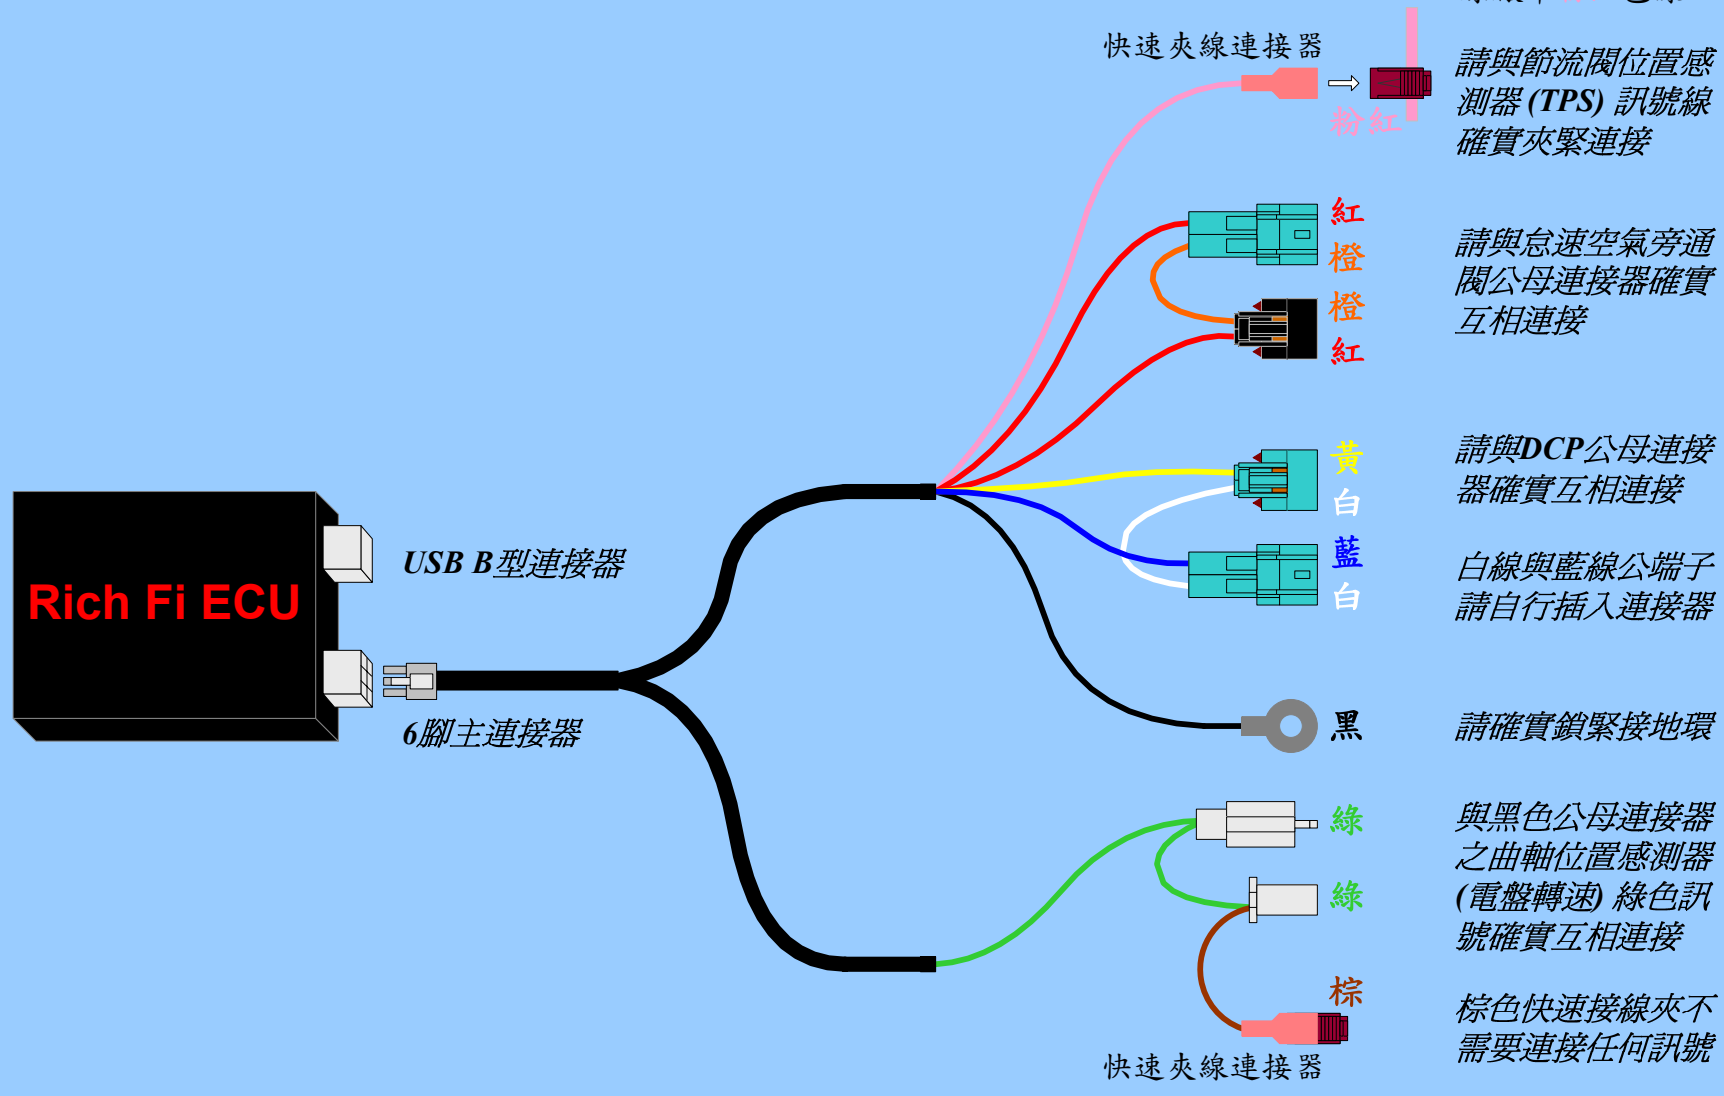 快速夾線連接器
粉紅
請與節流閥位置感
測器 (TPS) 訊號線
確實夾緊連接
紅
橙
橙
紅
請與怠速空氣旁通
閥公母連接器確實
互相連接
黃
白
藍
白
請與DCP公母連接
器確實互相連接
白線與藍線公端子
請自行插入連接器
Rich Fi ECU
USB B型連接器
6腳主連接器
黑
請確實鎖緊接地環
綠
綠
與黑色公母連接器
之曲軸位置感測器
(電盤轉速) 綠色訊
號確實互相連接
棕
快速夾線連接器
棕色快速接線夾不
需要連接任何訊號